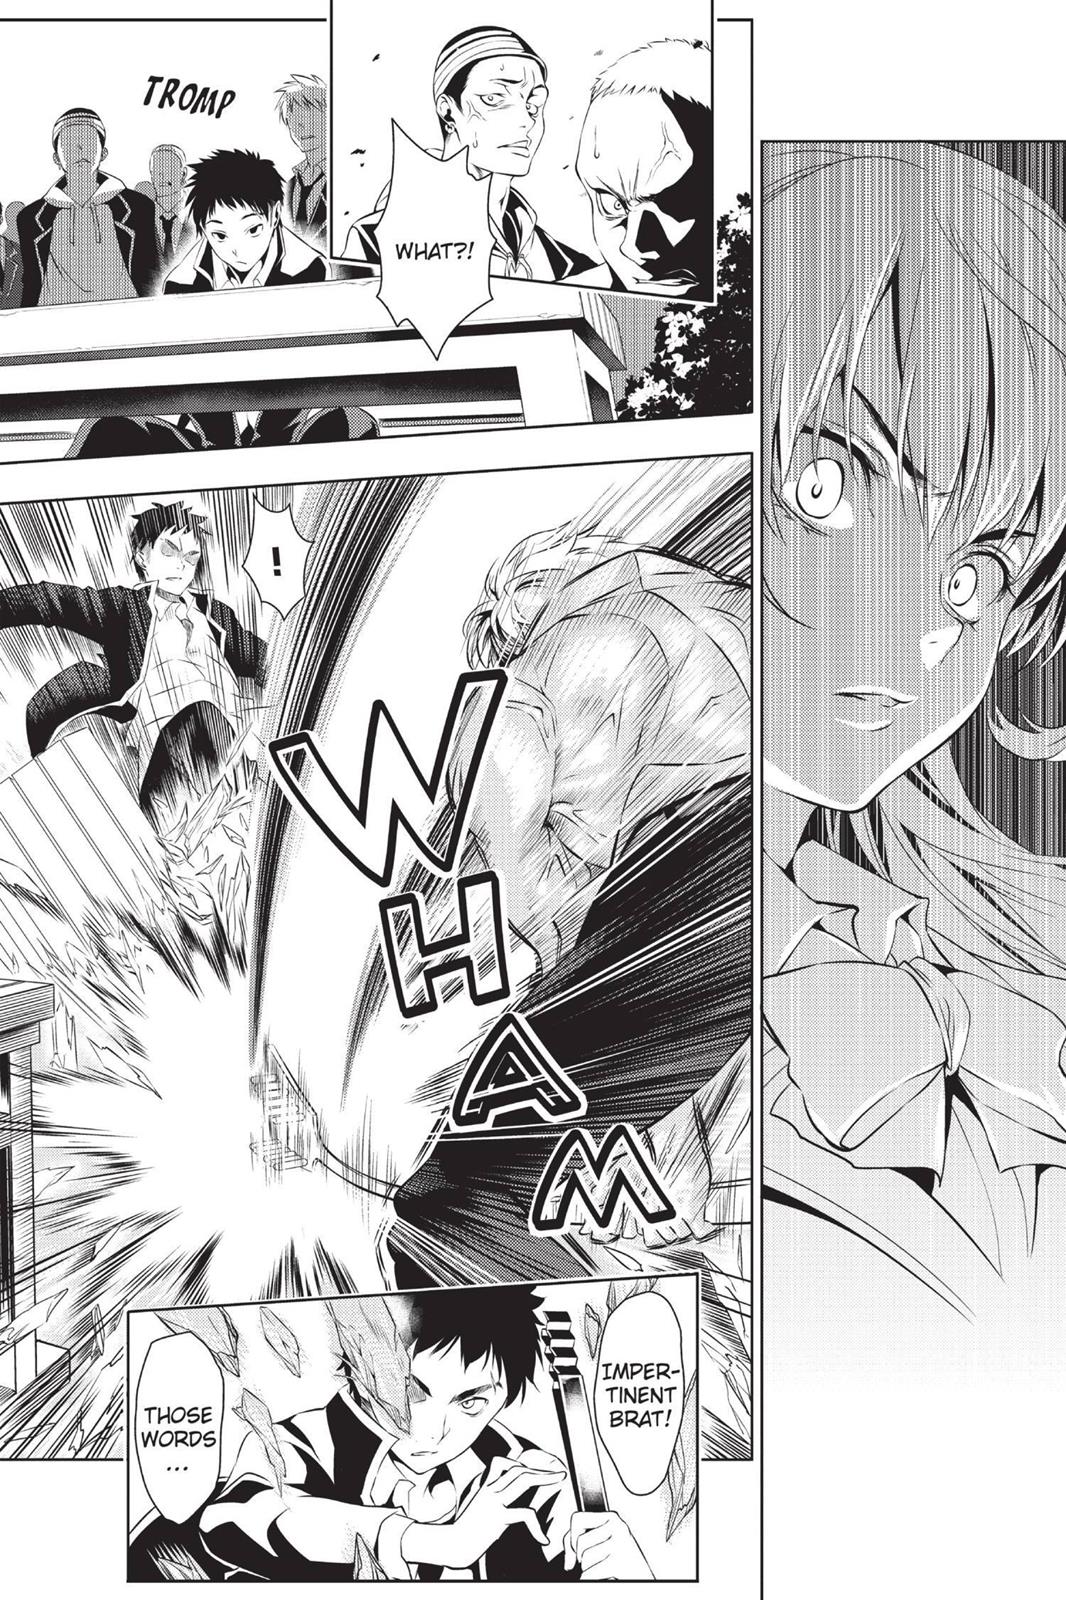 WHAT?!
TROMP
!
WHAM
IMPER-
TINENT
BRAT!
THOSE
WORDS
...